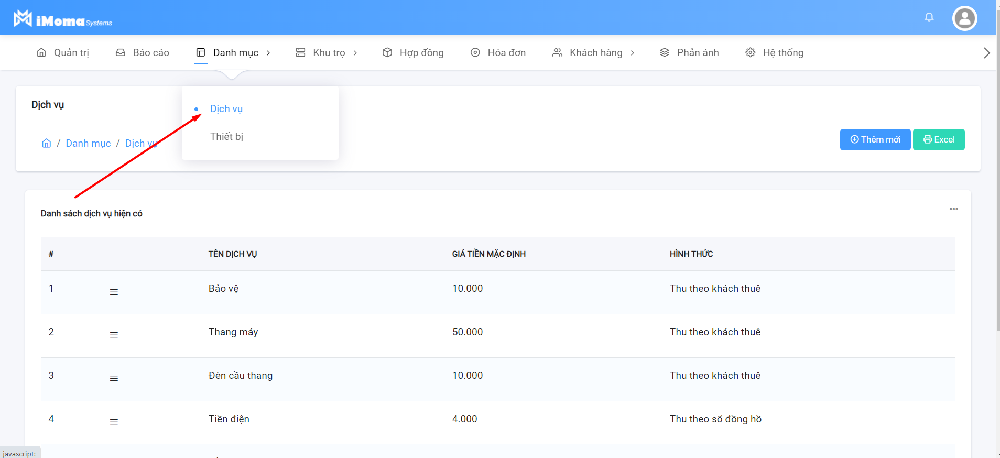 iMoma Systems
Quản trị Báo cáo Danh mục Khu trọ Hợp đồng Hóa đơn Khách hàng Phản ánh Hệ thống
Dịch vụ
Dịch vụ
Thiết bị
/ Danh mục / Dịch vụ
Thêm mới Excel
Danh sách dịch vụ hiện có
# TÊN DỊCH VỤ GIÁ TIỀN MẶC ĐỊNH HÌNH THỨC
1 Bảo vệ 10.000 Thu theo khách thuê
2 Thang máy 50.000 Thu theo khách thuê
3 Đèn cầu thang 10.000 Thu theo khách thuê
4 Tiền điện 4.000 Thu theo số đồng hồ
javascript: